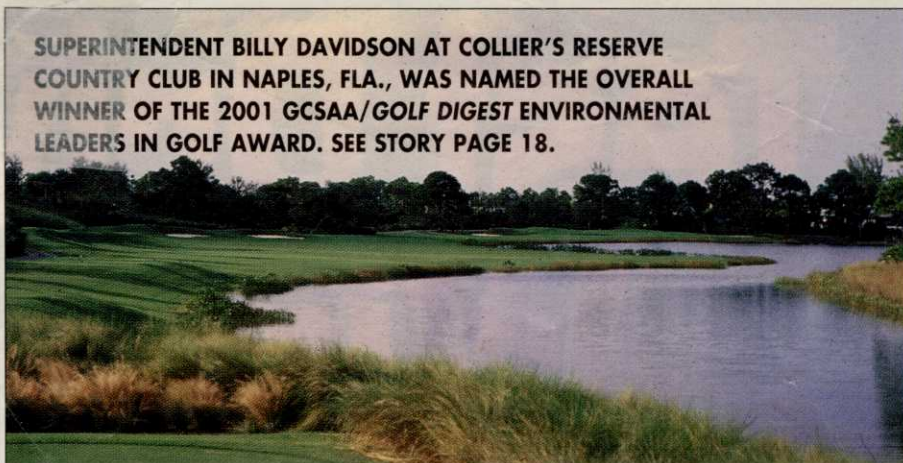 SUPERINTENDENT BILLY DAVIDSON AT COLLIER'S RESERVE
COUNTRY CLUB IN NAPLES, FLA., WAS NAMED THE OVERALL
WINNER OF THE 2001 GCSAA/GOLF DIGEST ENVIRONMENTAL
LEADERS IN GOLF AWARD. SEE STORY PAGE 18.